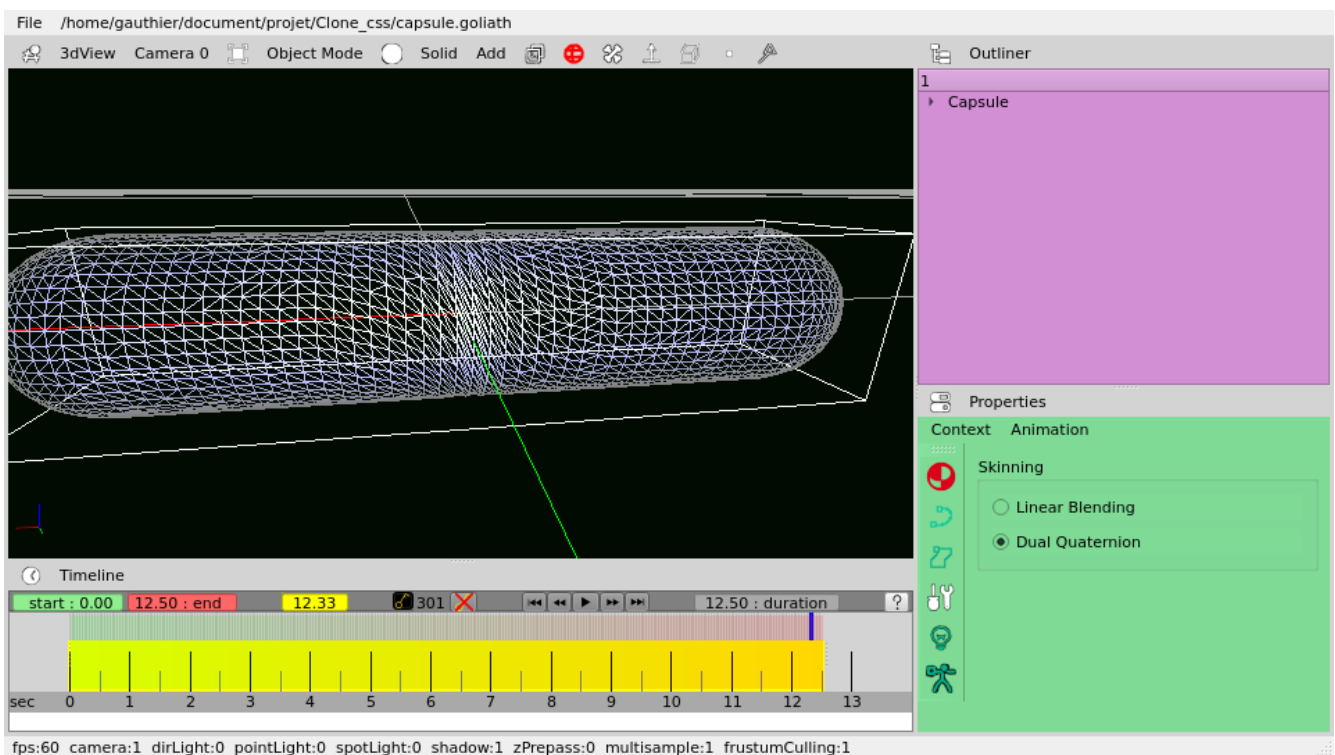 File /home/gauthier/document/projet/Clone_css/capsule.goliath
3dView Camera 0 Object Mode Solid Add
Outliner
1
Capsule
Properties
Context Animation
Skinning
Linear Blending
Dual Quaternion
Timeline
start : 0.00 12.50 : end 12.33 301 12.50 : duration ?
sec 0 1 2 3 4 5 6 7 8 9 10 11 12 13
fps:60 camera:1 dirLight:0 pointLight:0 spotLight:0 shadow:1 zPrepass:0 multisample:1 frustumCulling:1